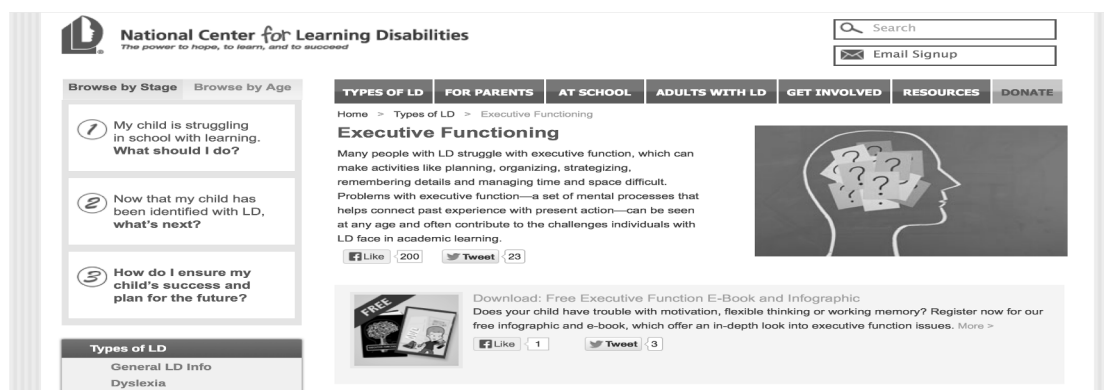 National Center for Learning Disabilities
The power to hope, to learn, and to succeed
Search
Email Signup
Browse by Stage Browse by Age
1 My child is struggling
in school with learning.
What should I do?
2 Now that my child has
been identified with LD,
what's next?
3 How do I ensure my
child's success and
plan for the future?
Types of LD
General LD Info
Dyslexia
TYPES OF LD FOR PARENTS AT SCHOOL ADULTS WITH LD GET INVOLVED RESOURCES DONATE
Home > Types of LD > Executive Functioning
Executive Functioning
Many people with LD struggle with executive function, which can
make activities like planning, organizing, strategizing,
remembering details and managing time and space difficult.
Problems with executive function—a set of mental processes that
helps connect past experience with present action—can be seen
at any age and often contribute to the challenges individuals with
LD face in academic learning.
Like 200 Tweet 23
? ? ? ? ?
FREE
Download: Free Executive Function E-Book and Infographic
Does your child have trouble with motivation, flexible thinking or working memory? Register now for our
free infographic and e-book, which offer an in-depth look into executive function issues. More >
Like 1 Tweet 3